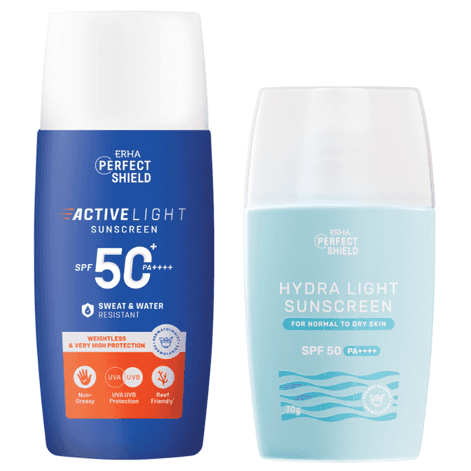 ERHA
PERFECT
SHIELD
ACTIVE LIGHT
SUNSCREEN
SPF 50+ PA++++
SWEAT & WATER
RESISTANT
WEIGHTLESS
& VERY HIGH PROTECTION
DERMATOLOGIST
FORMULATED
Non-
Greasy
UVA UVB
UVA UVB
Protection
Reef
Friendly*
ERHA
PERFECT
SHIELD
HYDRA LIGHT
SUNSCREEN
FOR NORMAL TO DRY SKIN
SPF 50 PA++++
30g